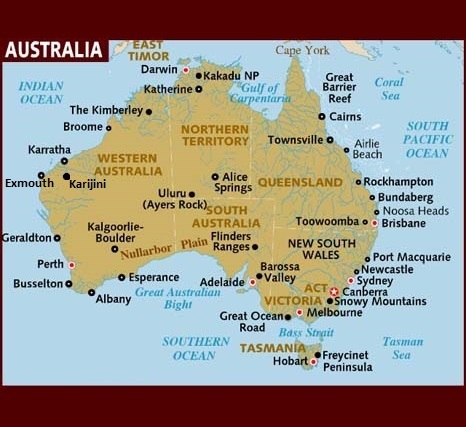 AUSTRALIA
EAST
TIMOR
Cape York
Darwin
Kakadu NP
Katherine
INDIAN
OCEAN
Gulf of
Carpentaria
Great
Barrier
Reef
Coral
Sea
The Kimberley
Broome
Cairns
NORTHERN
TERRITORY
Townsville
Airlie
Beach
SOUTH
PACIFIC
OCEAN
Karratha
WESTERN
AUSTRALIA
Exmouth
Karijini
Alice
Springs
QUEENSLAND
Rockhampton
Uluru
(Ayers Rock)
Bundaberg
Noosa Heads
SOUTH
AUSTRALIA
Toowoomba
Brisbane
Geraldton
Kalgoorlie-
Boulder
Nullarbor Plain
Flinders
Ranges
NEW SOUTH
WALES
Port Macquarie
Perth
Newcastle
Busselton
Esperance
Albany
Great Australian
Bight
Adelaide
Barossa
Valley
Sydney
ACT
Canberra
VICTORIA
Snowy Mountains
Great Ocean
Road
Melbourne
Bass Strait
SOUTHERN
OCEAN
TASMANIA
Tasman
Sea
Hobart
Freycinet
Peninsula